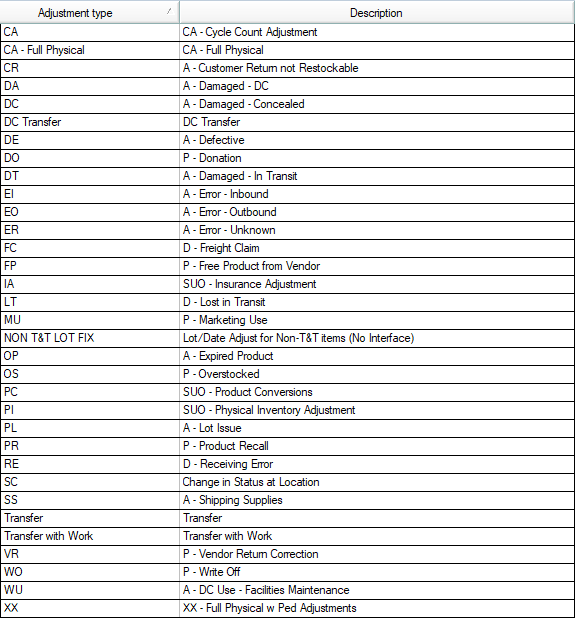 Adjustment type Description
CA CA - Cycle Count Adjustment
CA - Full Physical CA - Full Physical
CR A - Customer Return not Restockable
DA A - Damaged - DC
DC A - Damaged - Concealed
DC Transfer DC Transfer
DE A - Defective
DO P - Donation
DT A - Damaged - In Transit
EI A - Error - Inbound
EO A - Error - Outbound
ER A - Error - Unknown
FC D - Freight Claim
FP P - Free Product from Vendor
IA SUO - Insurance Adjustment
LT D - Lost in Transit
MU P - Marketing Use
NON T&T LOT FIX Lot/Date Adjust for Non-T&T items (No Interface)
OP A - Expired Product
OS P - Overstocked
PC SUO - Product Conversions
PI SUO - Physical Inventory Adjustment
PL A - Lot Issue
PR P - Product Recall
RE D - Receiving Error
SC Change in Status at Location
SS A - Shipping Supplies
Transfer Transfer
Transfer with Work Transfer with Work
VR P - Vendor Return Correction
WO P - Write Off
WU A - DC Use - Facilities Maintenance
XX XX - Full Physical w Ped Adjustments